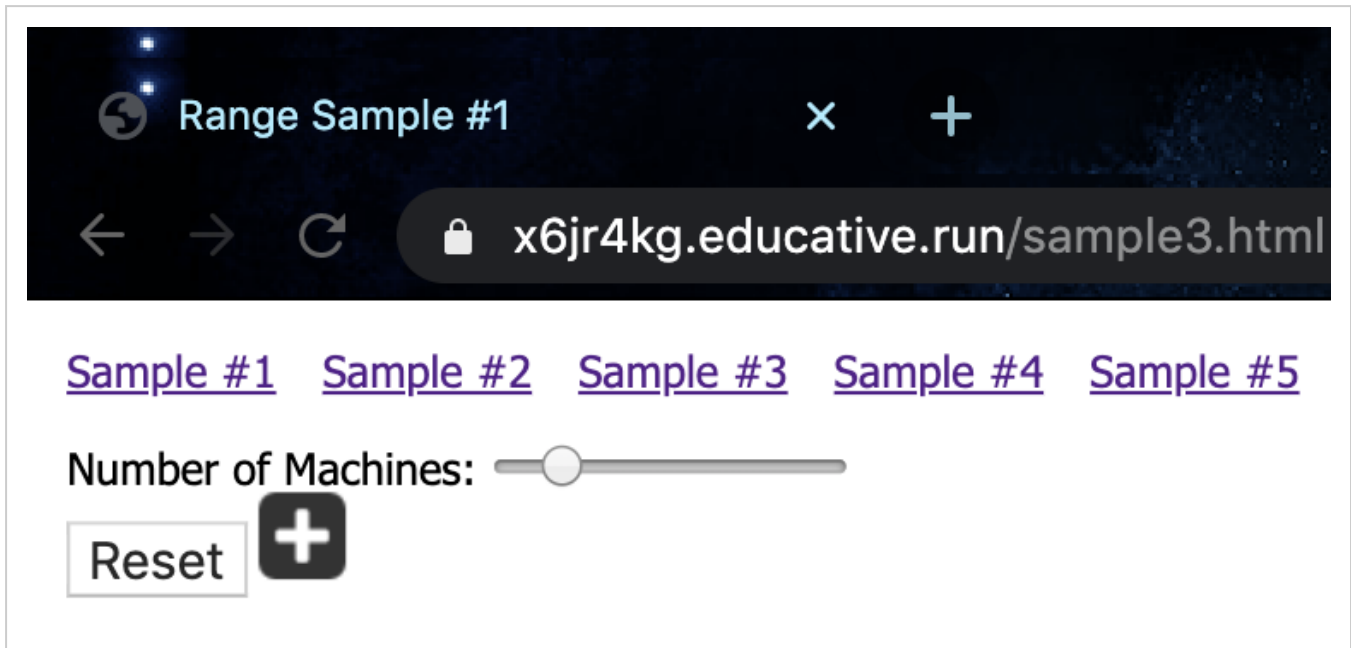 Range Sample #1
x6jr4kg.educative.run/sample3.html
Sample #1 Sample #2 Sample #3 Sample #4 Sample #5
Number of Machines:
Reset